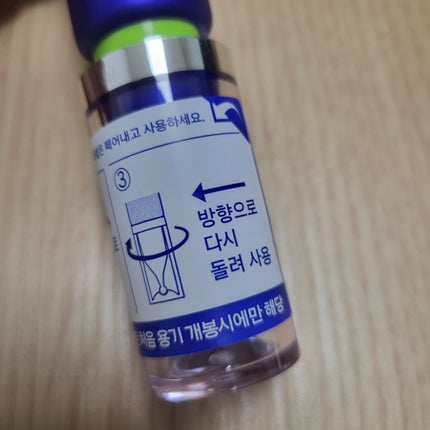 떼어내고 사용하세요.
③
방향으로
다시
돌려 사용
처음 용기 개봉시에만 해당